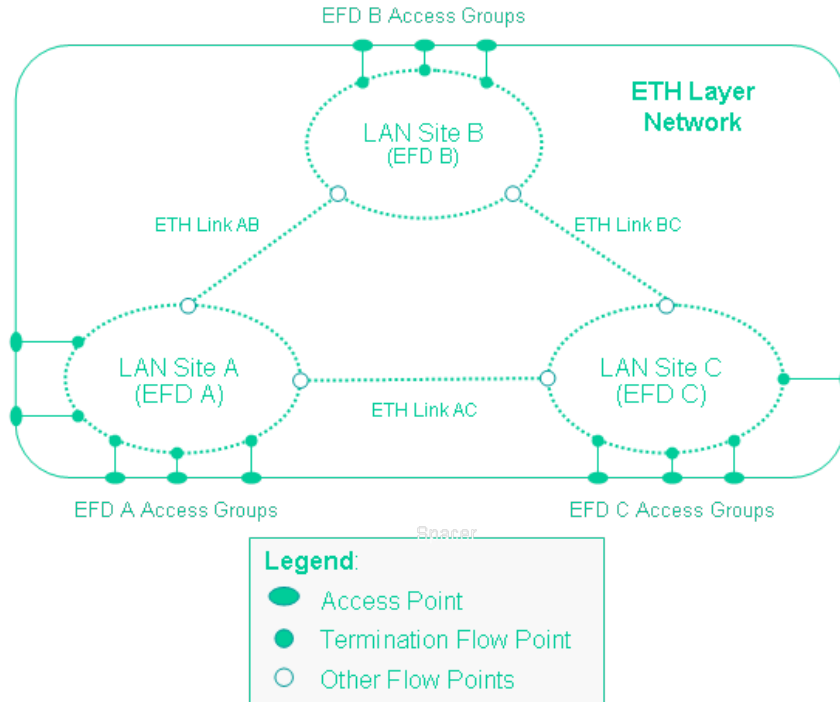 EFD B Access Groups
ETH Layer
Network
LAN Site B
(EFD B)
ETH Link AB
ETH Link BC
LAN Site A
(EFD A)
LAN Site C
(EFD C)
ETH Link AC
EFD A Access Groups
EFD C Access Groups
Spacer
Legend:
Access Point
Termination Flow Point
Other Flow Points